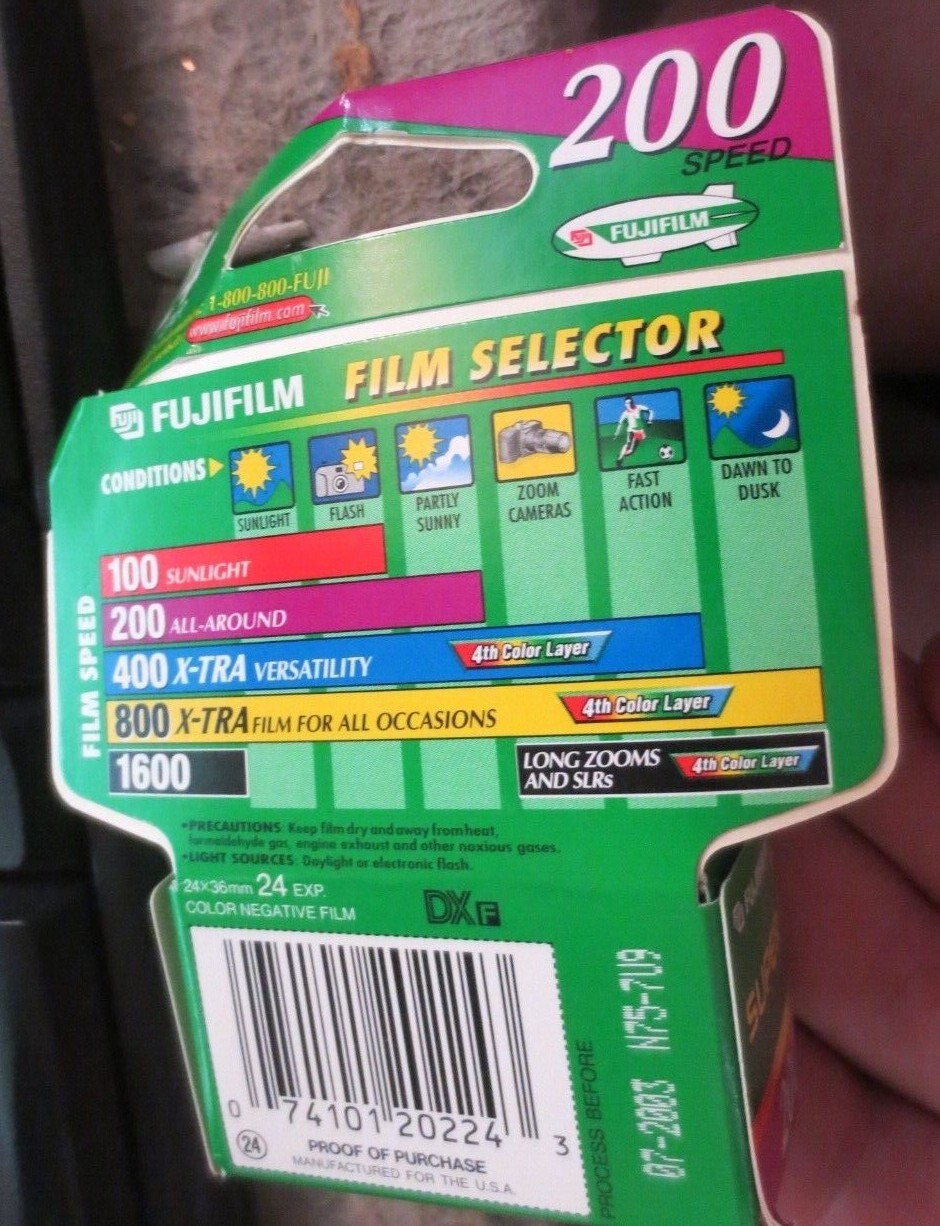 200
SPEED
FUJIFILM
1-800-800-FUJI
www.fujifilm.com
FUJI FUJIFILM
FILM SELECTOR
CONDITIONS
SUNLIGHT
FLASH
PARTLY
SUNNY
ZOOM
CAMERAS
FAST
ACTION
DAWN TO
DUSK
FILM SPEED
100 SUNLIGHT
200 ALL-AROUND
400 X-TRA VERSATILITY 4th Color Layer
800 X-TRA FILM FOR ALL OCCASIONS 4th Color Layer
1600 LONG ZOOMS
AND SLRs 4th Color Layer
•PRECAUTIONS: Keep film dry and away from heat,
formaldehyde gas, engine exhaust and other noxious gases.
•LIGHT SOURCES: Daylight or electronic flash.
24×36mm 24 EXP.
COLOR NEGATIVE FILM
DXF
0 74101 20224 3
24
PROOF OF PURCHASE
MANUFACTURED FOR THE U.S.A.
PROCESS BEFORE
07-2003 N75-7U9